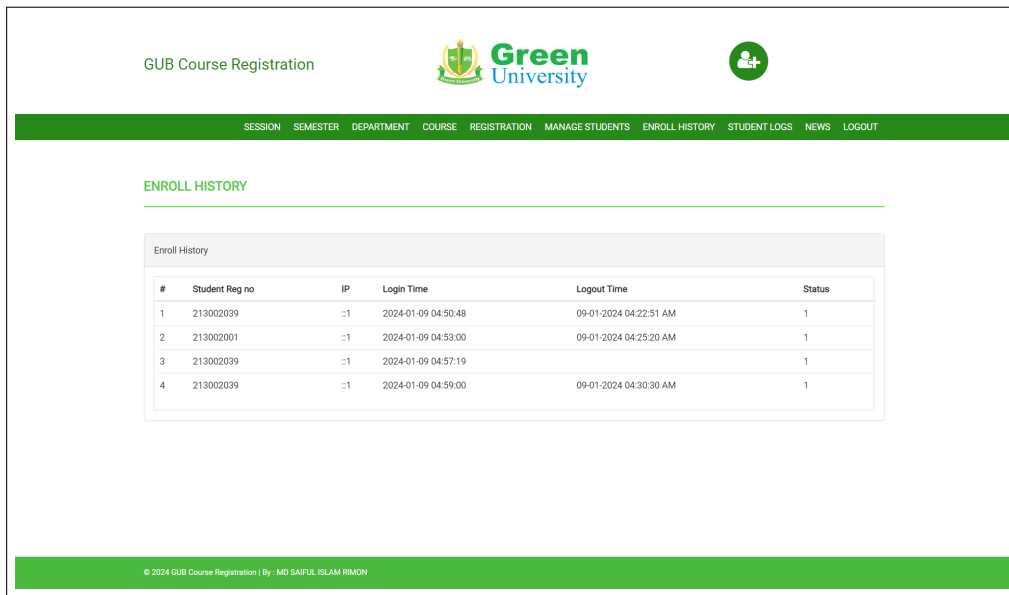 GUB Course Registration
Green
University
Green University
SESSION SEMESTER DEPARTMENT COURSE REGISTRATION MANAGE STUDENTS ENROLL HISTORY STUDENT LOGS NEWS LOGOUT
ENROLL HISTORY
Enroll History
# Student Reg no IP Login Time Logout Time Status
1 213002039 ::1 2024-01-09 04:50:48 09-01-2024 04:22:51 AM 1
2 213002001 ::1 2024-01-09 04:53:00 09-01-2024 04:25:20 AM 1
3 213002039 ::1 2024-01-09 04:57:19 1
4 213002039 ::1 2024-01-09 04:59:00 09-01-2024 04:30:30 AM 1
© 2024 GUB Course Registration | By : MD SAIFUL ISLAM RIMON